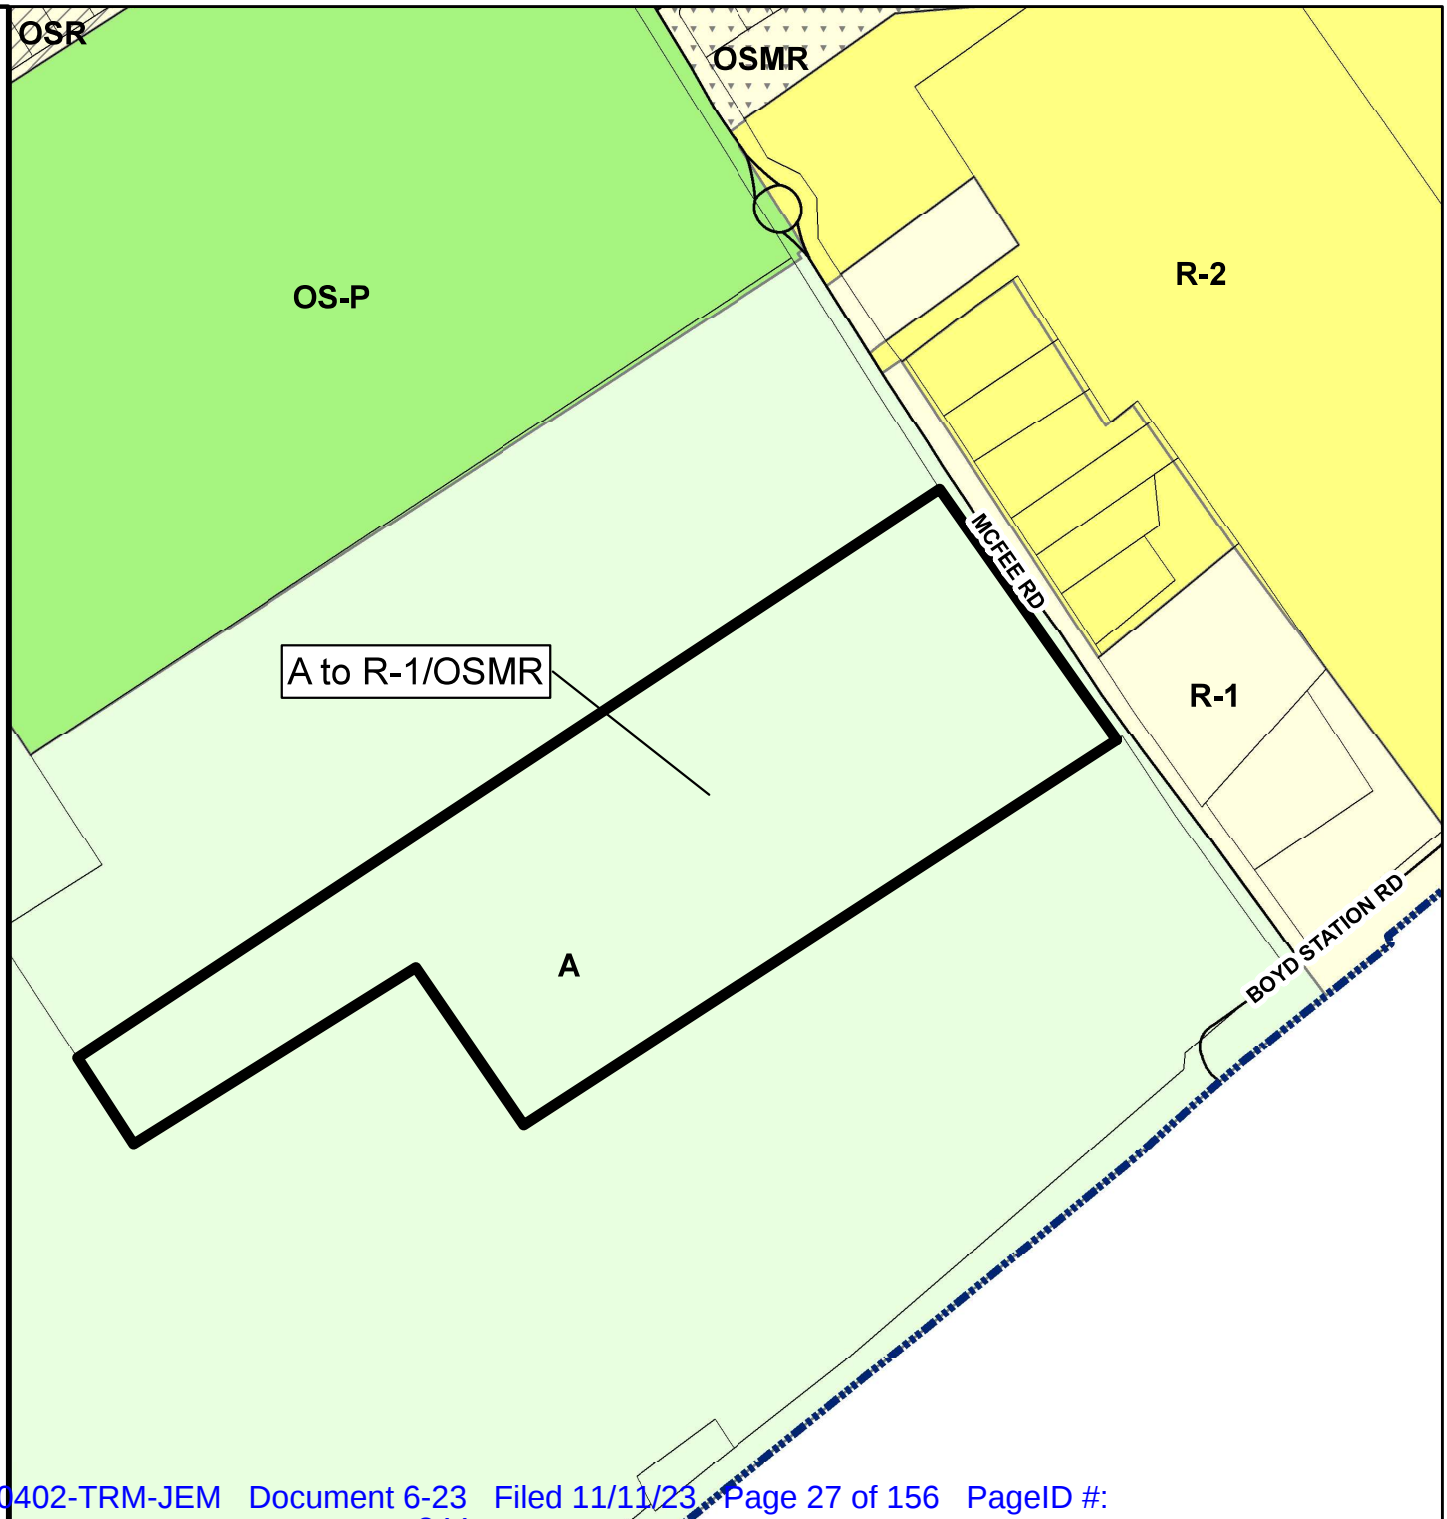 OSR
OSMR
OS-P
R-2
MCFEE RD
A to R-1/OSMR
R-1
BOYD STATION RD
A
0402-TRM-JEM Document 6-23 Filed 11/11/23 Page 27 of 156 PageID #: